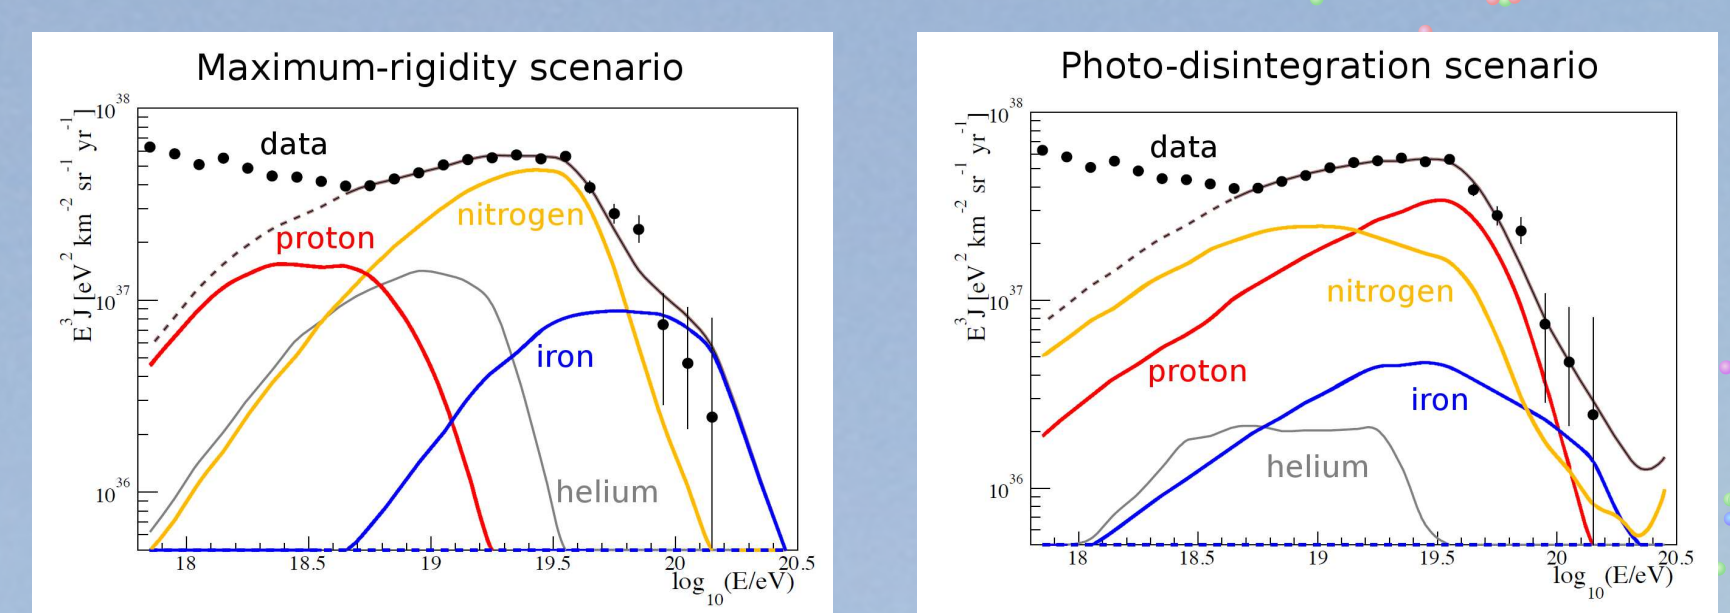 Maximum-rigidity scenario
E³ J [eV² km⁻² sr⁻¹ yr⁻¹]
10³⁸
data
nitrogen
proton
10³⁷
iron
helium
10³⁶
18 18.5 19 19.5 20 20.5
log₁₀(E/eV)
Photo-disintegration scenario
E³ J [eV² km⁻² sr⁻¹ yr⁻¹]
10³⁸
data
nitrogen
10³⁷
proton
iron
helium
10³⁶
18 18.5 19 19.5 20 20.5
log₁₀(E/eV)